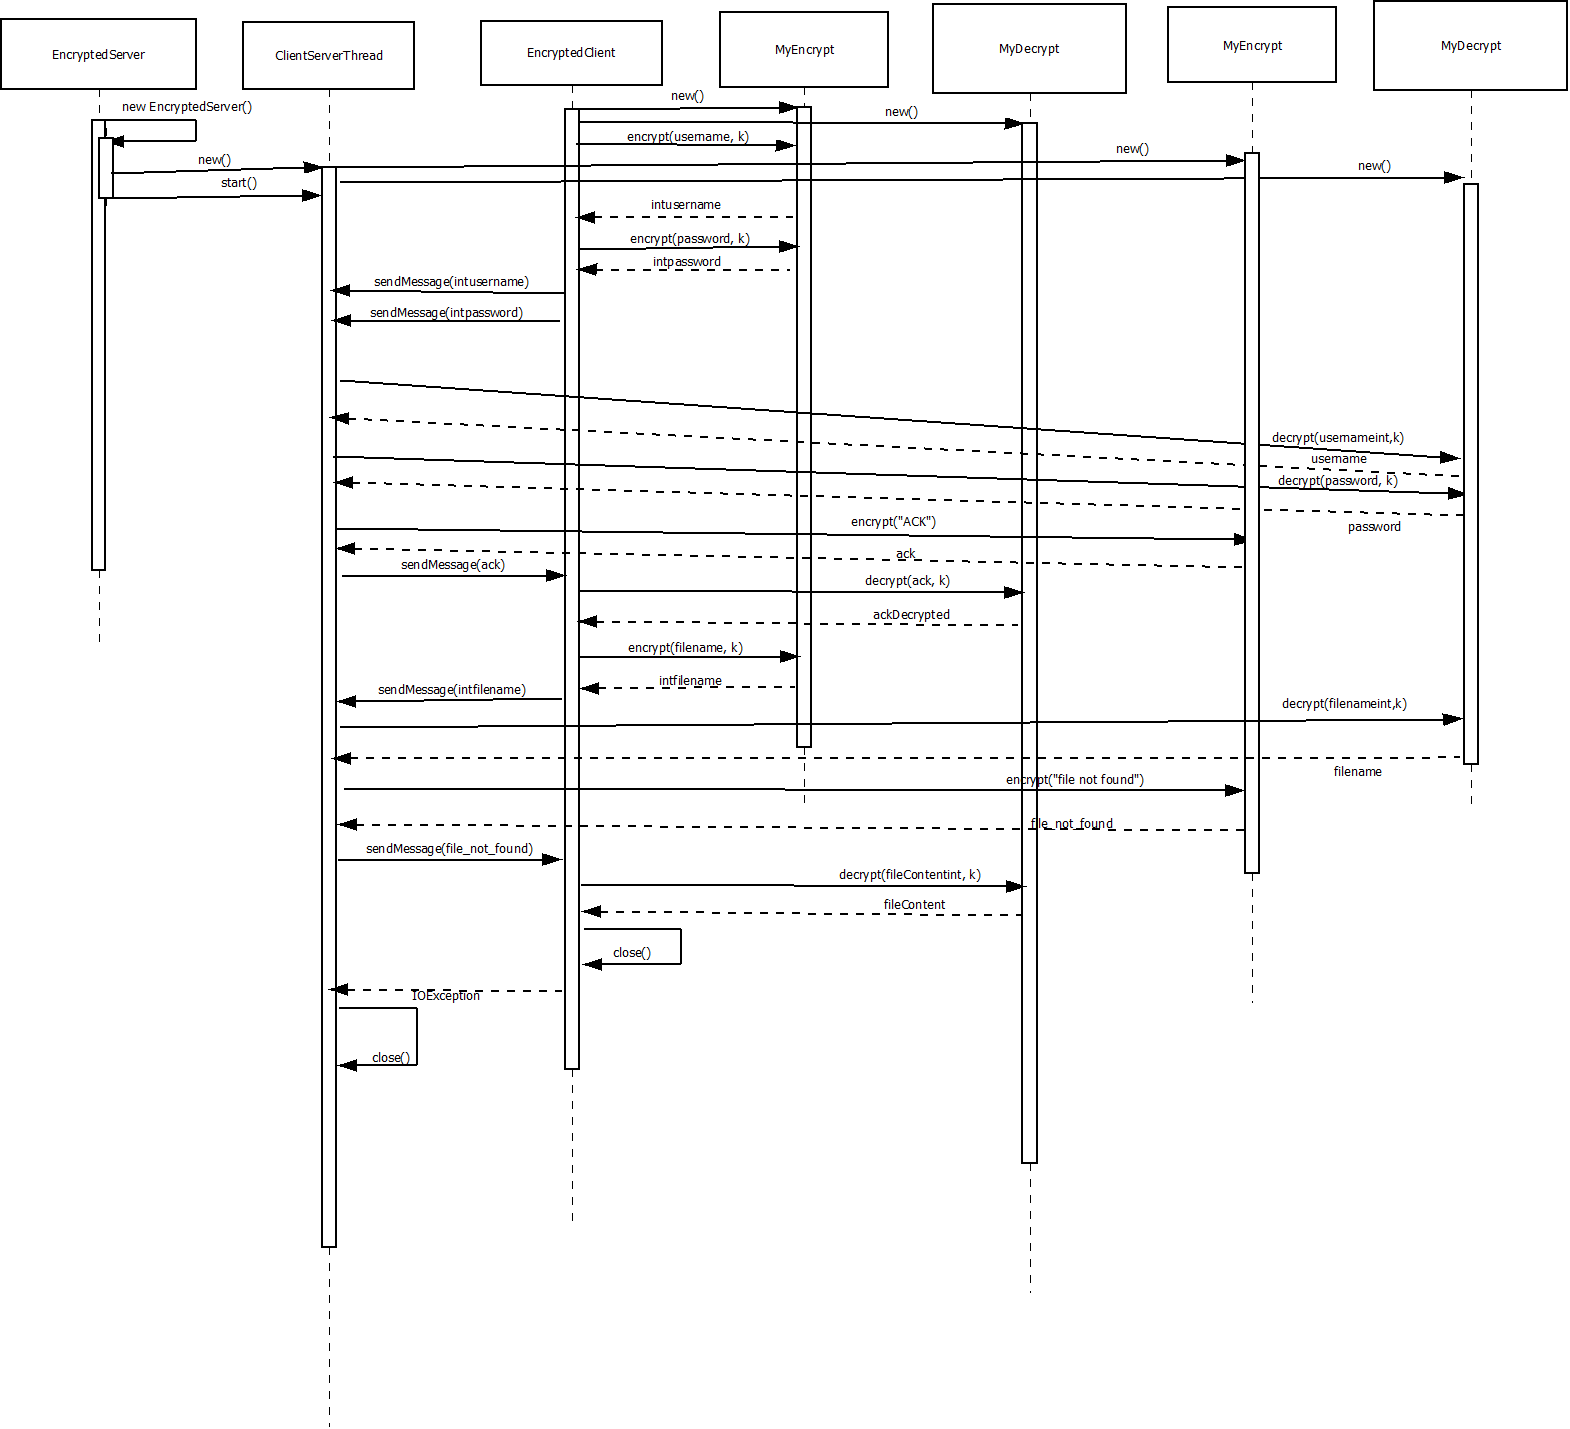 EncryptedServer
ClientServerThread
EncryptedClient
MyEncrypt
MyDecrypt
MyEncrypt
MyDecrypt
new EncryptedServer()
new()
new()
encrypt(username, k)
new()
new()
new()
start()
intusername
encrypt(password, k)
intpassword
sendMessage(intusername)
sendMessage(intpassword)
decrypt(usernameint,k)
username
decrypt(password, k)
password
encrypt("ACK")
ack
sendMessage(ack)
decrypt(ack, k)
ackDecrypted
encrypt(filename, k)
intfilename
sendMessage(intfilename)
decrypt(filenameint,k)
filename
encrypt("file not found")
file_not_found
sendMessage(file_not_found)
decrypt(fileContentint, k)
fileContent
close()
IOException
close()